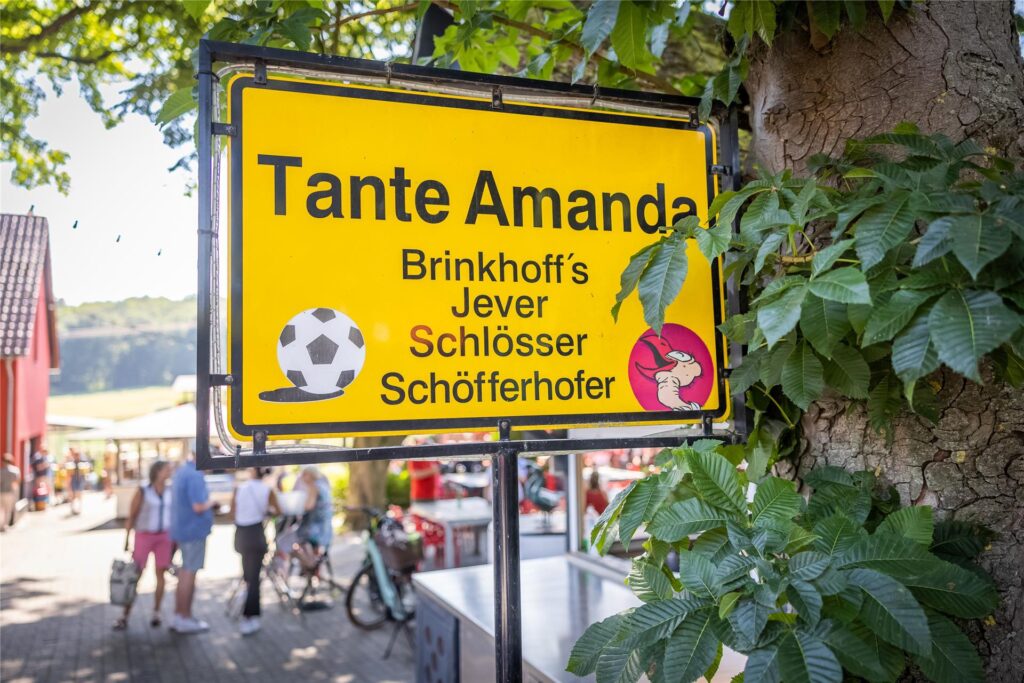 Tante Amanda
Brinkhoff´s
Jever
Schlösser
Schöfferhofer